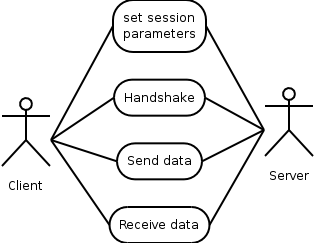 set session
parameters
Handshake
Send data
Receive data
Client
Server